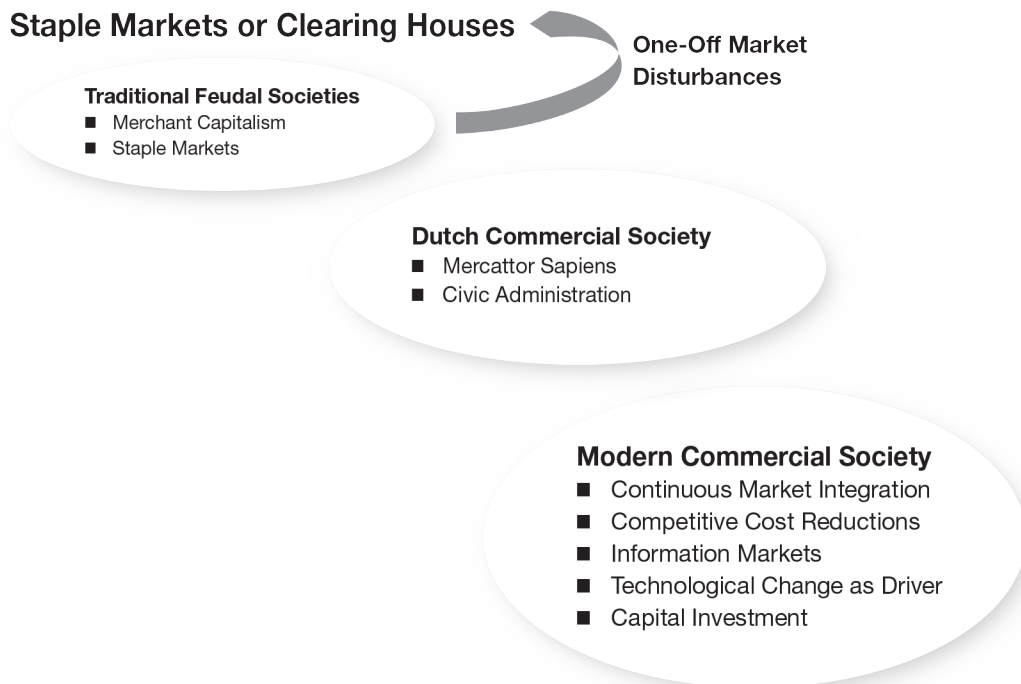 Staple Markets or Clearing Houses
One-Off Market
Disturbances
Traditional Feudal Societies
■ Merchant Capitalism
■ Staple Markets
Dutch Commercial Society
■ Mercattor Sapiens
■ Civic Administration
Modern Commercial Society
■ Continuous Market Integration
■ Competitive Cost Reductions
■ Information Markets
■ Technological Change as Driver
■ Capital Investment